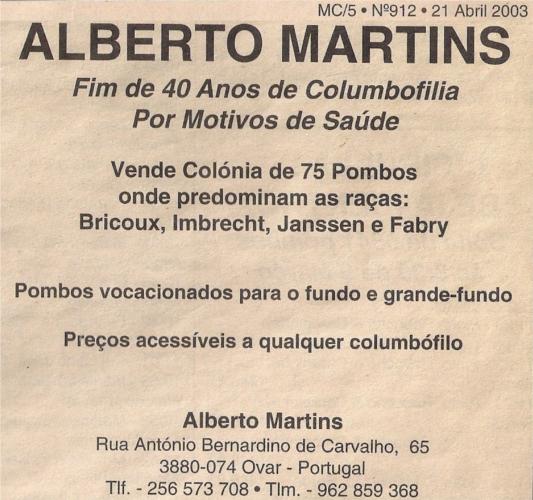 MC/5 • Nº912 • 21 Abril 2003
ALBERTO MARTINS
Fim de 40 Anos de Columbofilia
Por Motivos de Saúde
Vende Colónia de 75 Pombos
onde predominam as raças:
Bricoux, Imbrecht, Janssen e Fabry
Pombos vocacionados para o fundo e grande-fundo
Preços acessíveis a qualquer columbófilo
Alberto Martins
Rua António Bernardino de Carvalho, 65
3880-074 Ovar - Portugal
Tlf. - 256 573 708 • Tlm. - 962 859 368